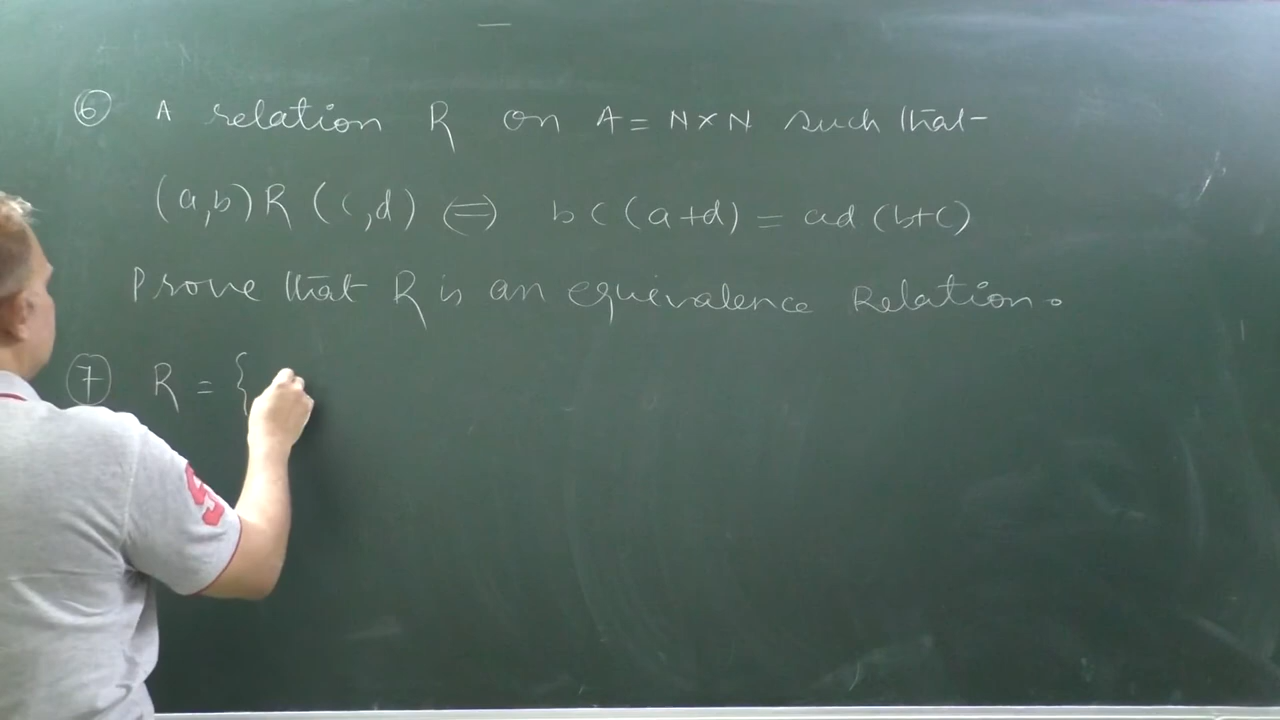 ⑥ A relation R on A = N × N such that
(a,b) R (c,d) ⇔ bc(a+d) = ad(b+c)
Prove that R is an equivalence Relation.
⑦ R = {